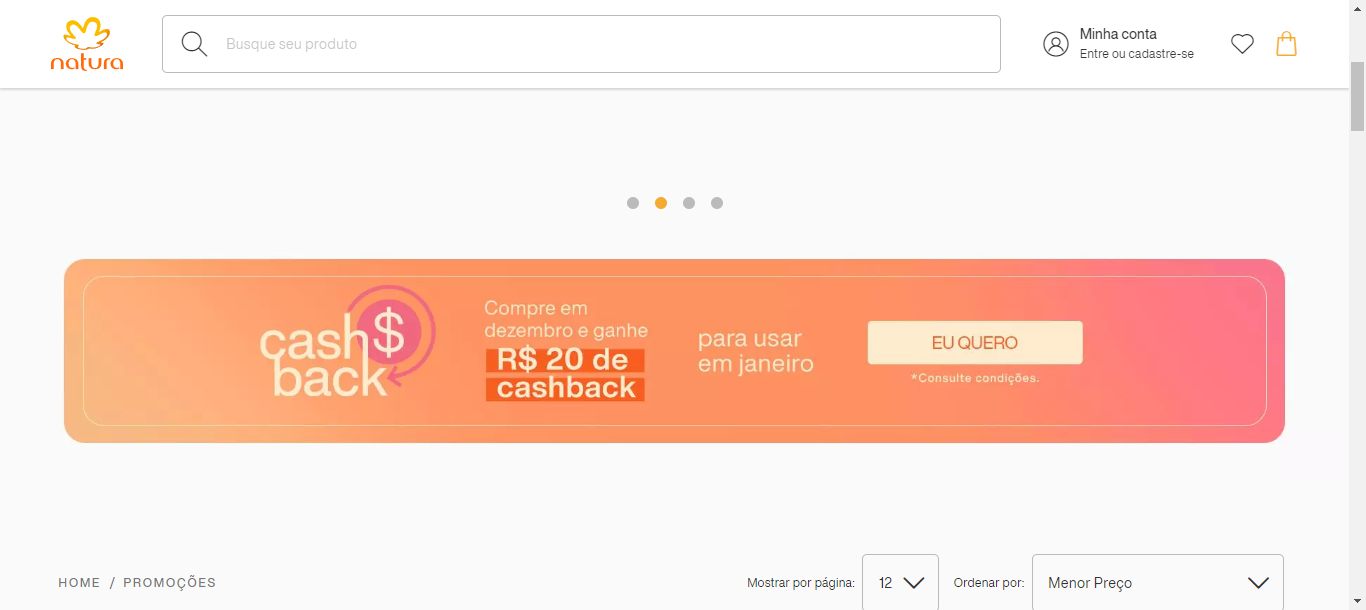 natura
Busque seu produto
Minha conta
Entre ou cadastre-se
cash$
back
Compre em
dezembro e ganhe
R$ 20 de
cashback
para usar
em janeiro
EU QUERO
*Consulte condições.
HOME / PROMOÇÕES
Mostrar por página: 12 Ordenar por: Menor Preço